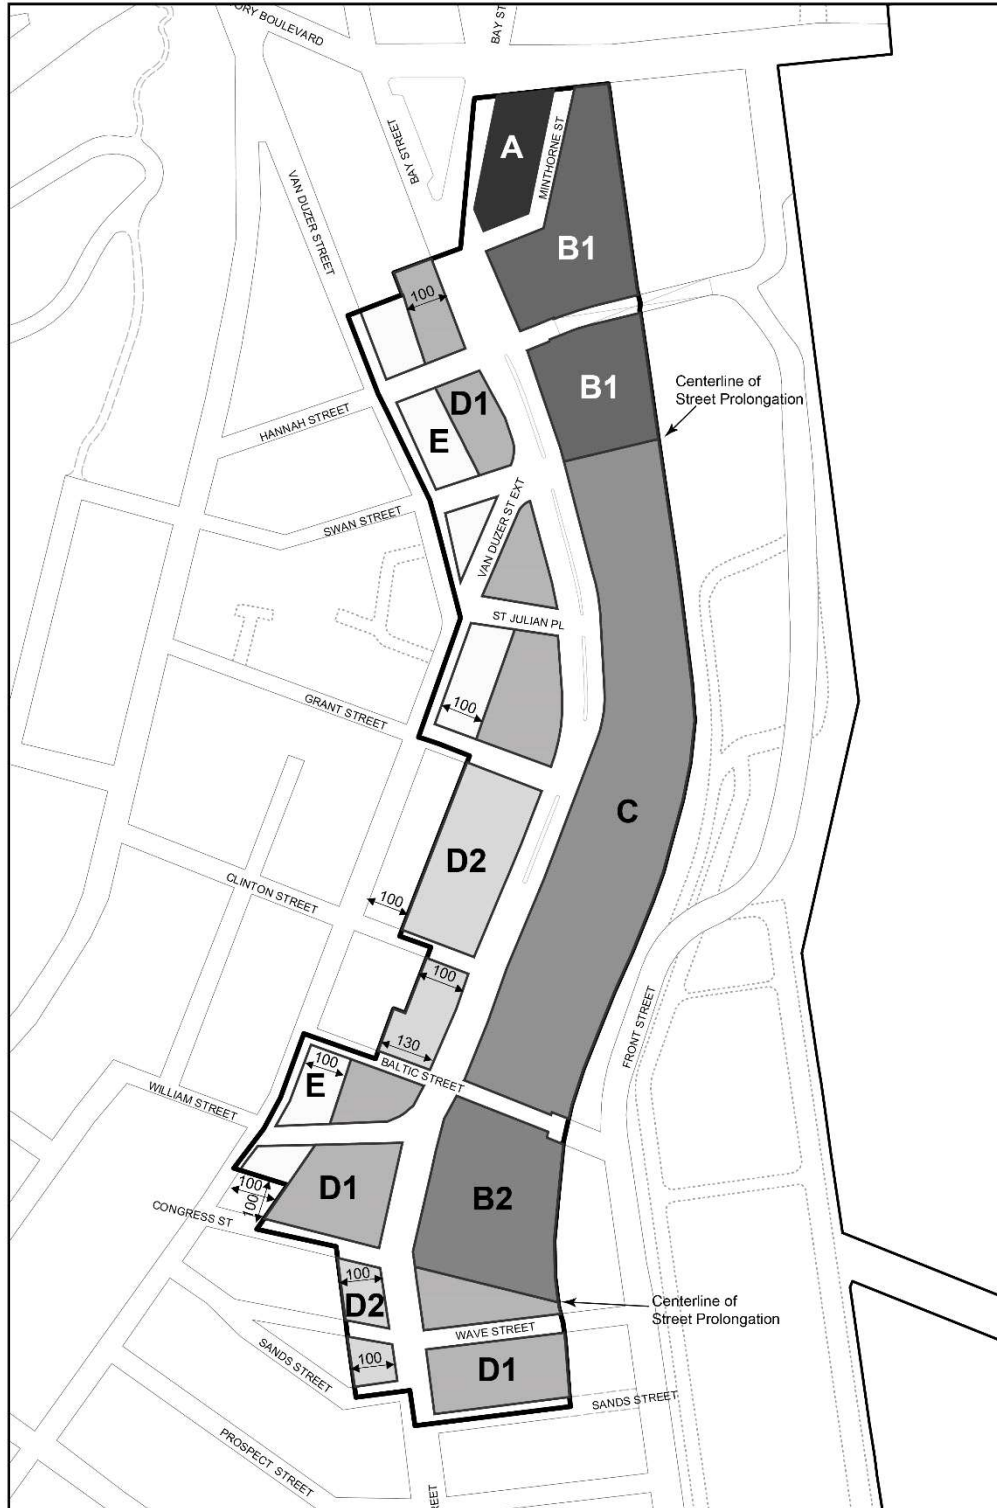 ORY BOULEVARD
BAY ST
BAY STREET
A
MINTHORNE ST
VAN DUZER STREET
B1
100
B1
Centerline of
Street Prolongation
D1
HANNAH STREET
E
SWAN STREET
VAN DUZER ST EXT
ST JULIAN PL
100
GRANT STREET
C
D2
CLINTON STREET
100
100
FRONT STREET
130
BALTIC STREET
100
E
WILLIAM STREET
D1
100
100
B2
CONGRESS ST
100
D2
Centerline of
Street Prolongation
WAVE STREET
SANDS STREET
100
D1
SANDS STREET
PROSPECT STREET
REET